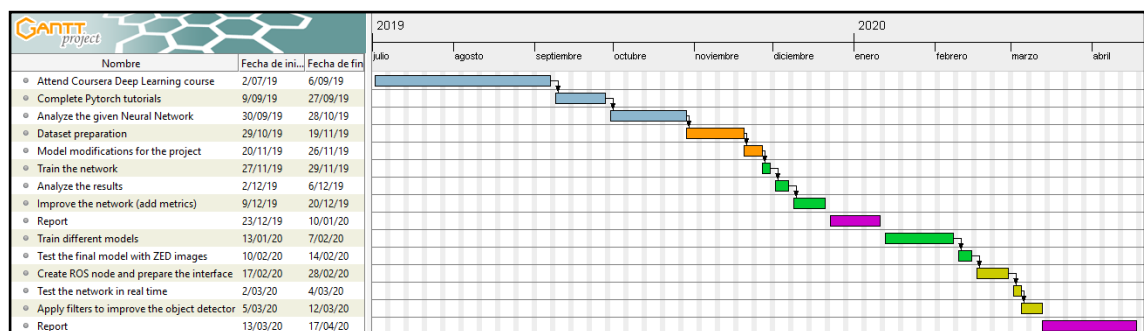 GANTT
project
2019
2020
julio agosto septiembre octubre noviembre diciembre enero febrero marzo abril
Nombre Fecha de ini... Fecha de fin
Attend Coursera Deep Learning course 2/07/19 6/09/19
Complete Pytorch tutorials 9/09/19 27/09/19
Analyze the given Neural Network 30/09/19 28/10/19
Dataset preparation 29/10/19 19/11/19
Model modifications for the project 20/11/19 26/11/19
Train the network 27/11/19 29/11/19
Analyze the results 2/12/19 6/12/19
Improve the network (add metrics) 9/12/19 20/12/19
Report 23/12/19 10/01/20
Train different models 13/01/20 7/02/20
Test the final model with ZED images 10/02/20 14/02/20
Create ROS node and prepare the interface 17/02/20 28/02/20
Test the network in real time 2/03/20 4/03/20
Apply filters to improve the object detector 5/03/20 12/03/20
Report 13/03/20 17/04/20